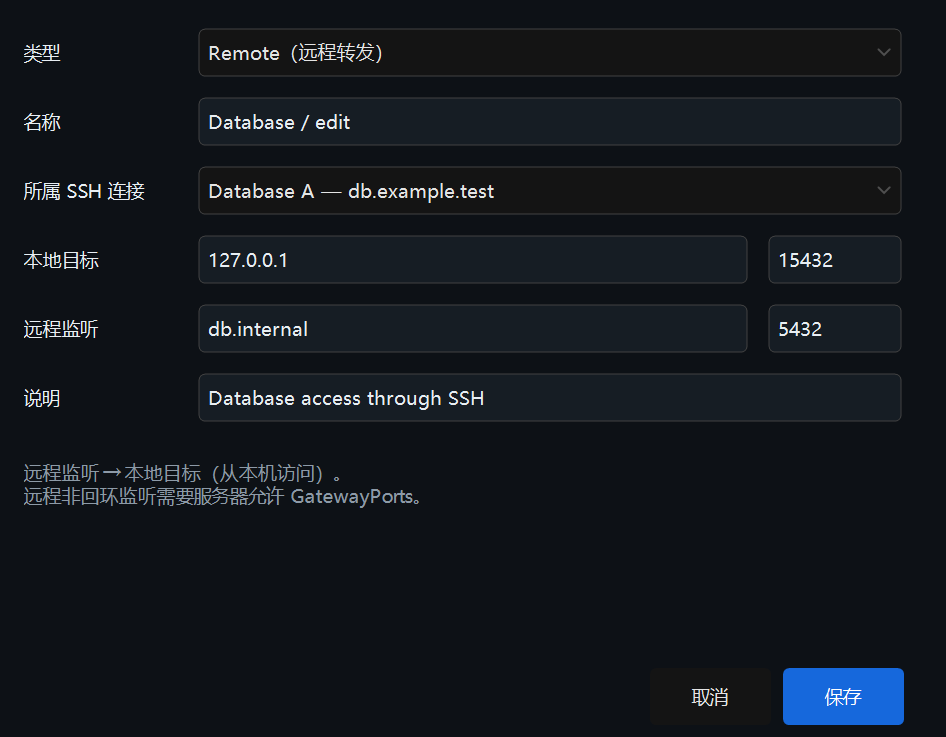 类型 Remote（远程转发）
名称 Database / edit
所属 SSH 连接 Database A — db.example.test
本地目标 127.0.0.1 15432
远程监听 db.internal 5432
说明 Database access through SSH
远程监听→本地目标（从本机访问）。
远程非回环监听需要服务器允许 GatewayPorts。
取消 保存